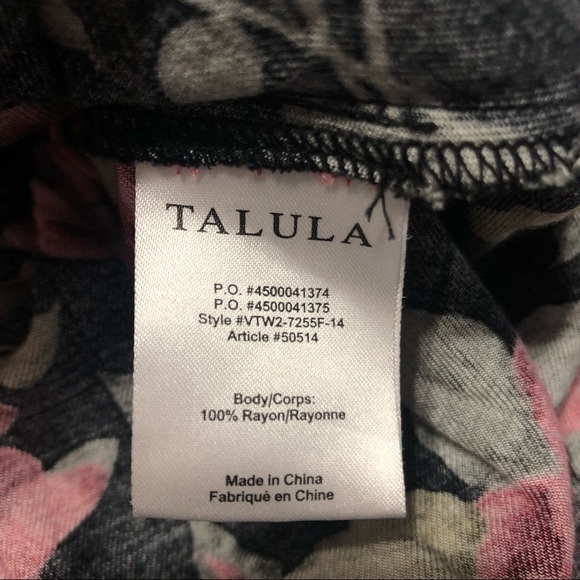 TALULA
P.O. #4500041374
P.O. #4500041375
Style #VTW2-7255F-14
Article #50514
Body/Corps:
100% Rayon/Rayonne
Made in China
Fabriqué en Chine